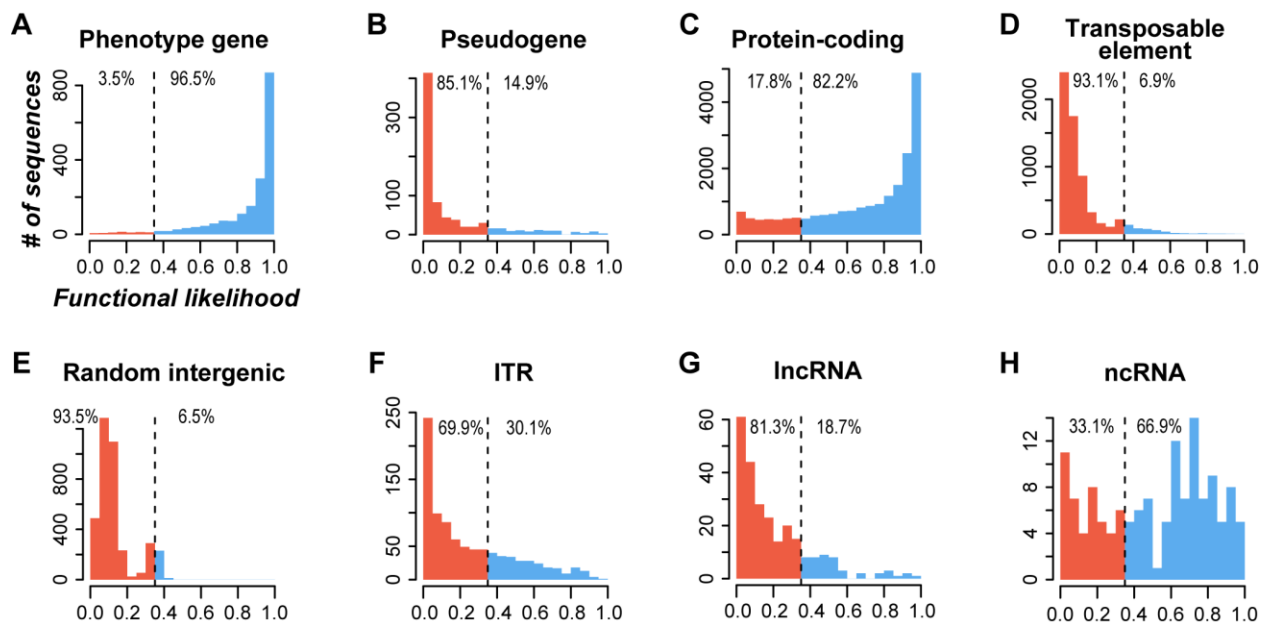 A
Phenotype gene
3.5%
96.5%
800
400
0
# of sequences
0.0 0.2 0.4 0.6 0.8 1.0
Functional likelihood
B
Pseudogene
85.1%
14.9%
300
100
0
0.0 0.2 0.4 0.6 0.8 1.0
C
Protein-coding
17.8%
82.2%
4000
2000
0
0.0 0.2 0.4 0.6 0.8 1.0
D
Transposable
element
93.1%
6.9%
2000
1000
0
0.0 0.2 0.4 0.6 0.8 1.0
E
Random intergenic
93.5%
6.5%
800
400
0
0.0 0.2 0.4 0.6 0.8 1.0
F
ITR
69.9%
30.1%
250
150
50
0
0.0 0.2 0.4 0.6 0.8 1.0
G
lncRNA
81.3%
18.7%
60
40
20
0
0.0 0.2 0.4 0.6 0.8 1.0
H
ncRNA
33.1%
66.9%
12
8
4
0
0.0 0.2 0.4 0.6 0.8 1.0